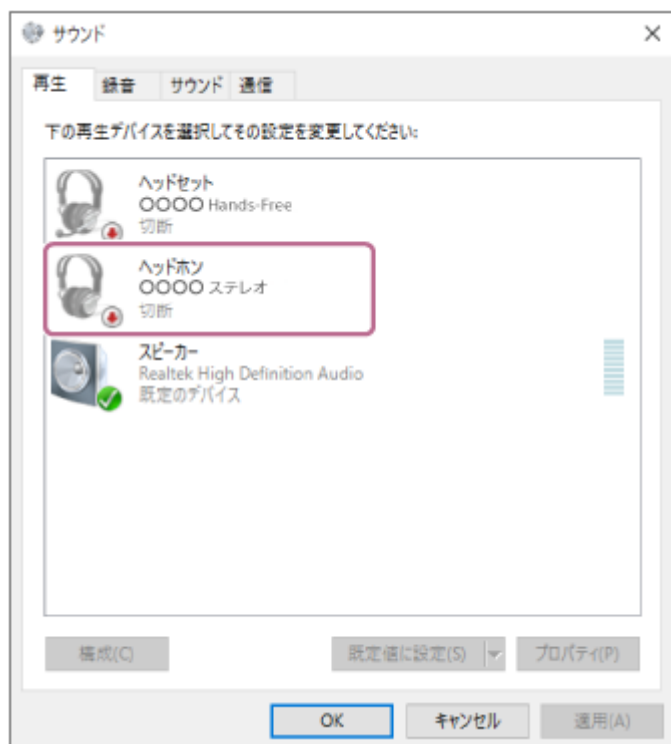 サウンド
再生 録音 サウンド 通信
下の再生デバイスを選択してその設定を変更してください:
ヘッドセット
〇〇〇〇 Hands-Free
切断
ヘッドホン
〇〇〇〇 ステレオ
切断
スピーカー
Realtek High Definition Audio
既定のデバイス
構成(C) 既定値に設定(S) プロパティ(P)
OK キャンセル 適用(A)